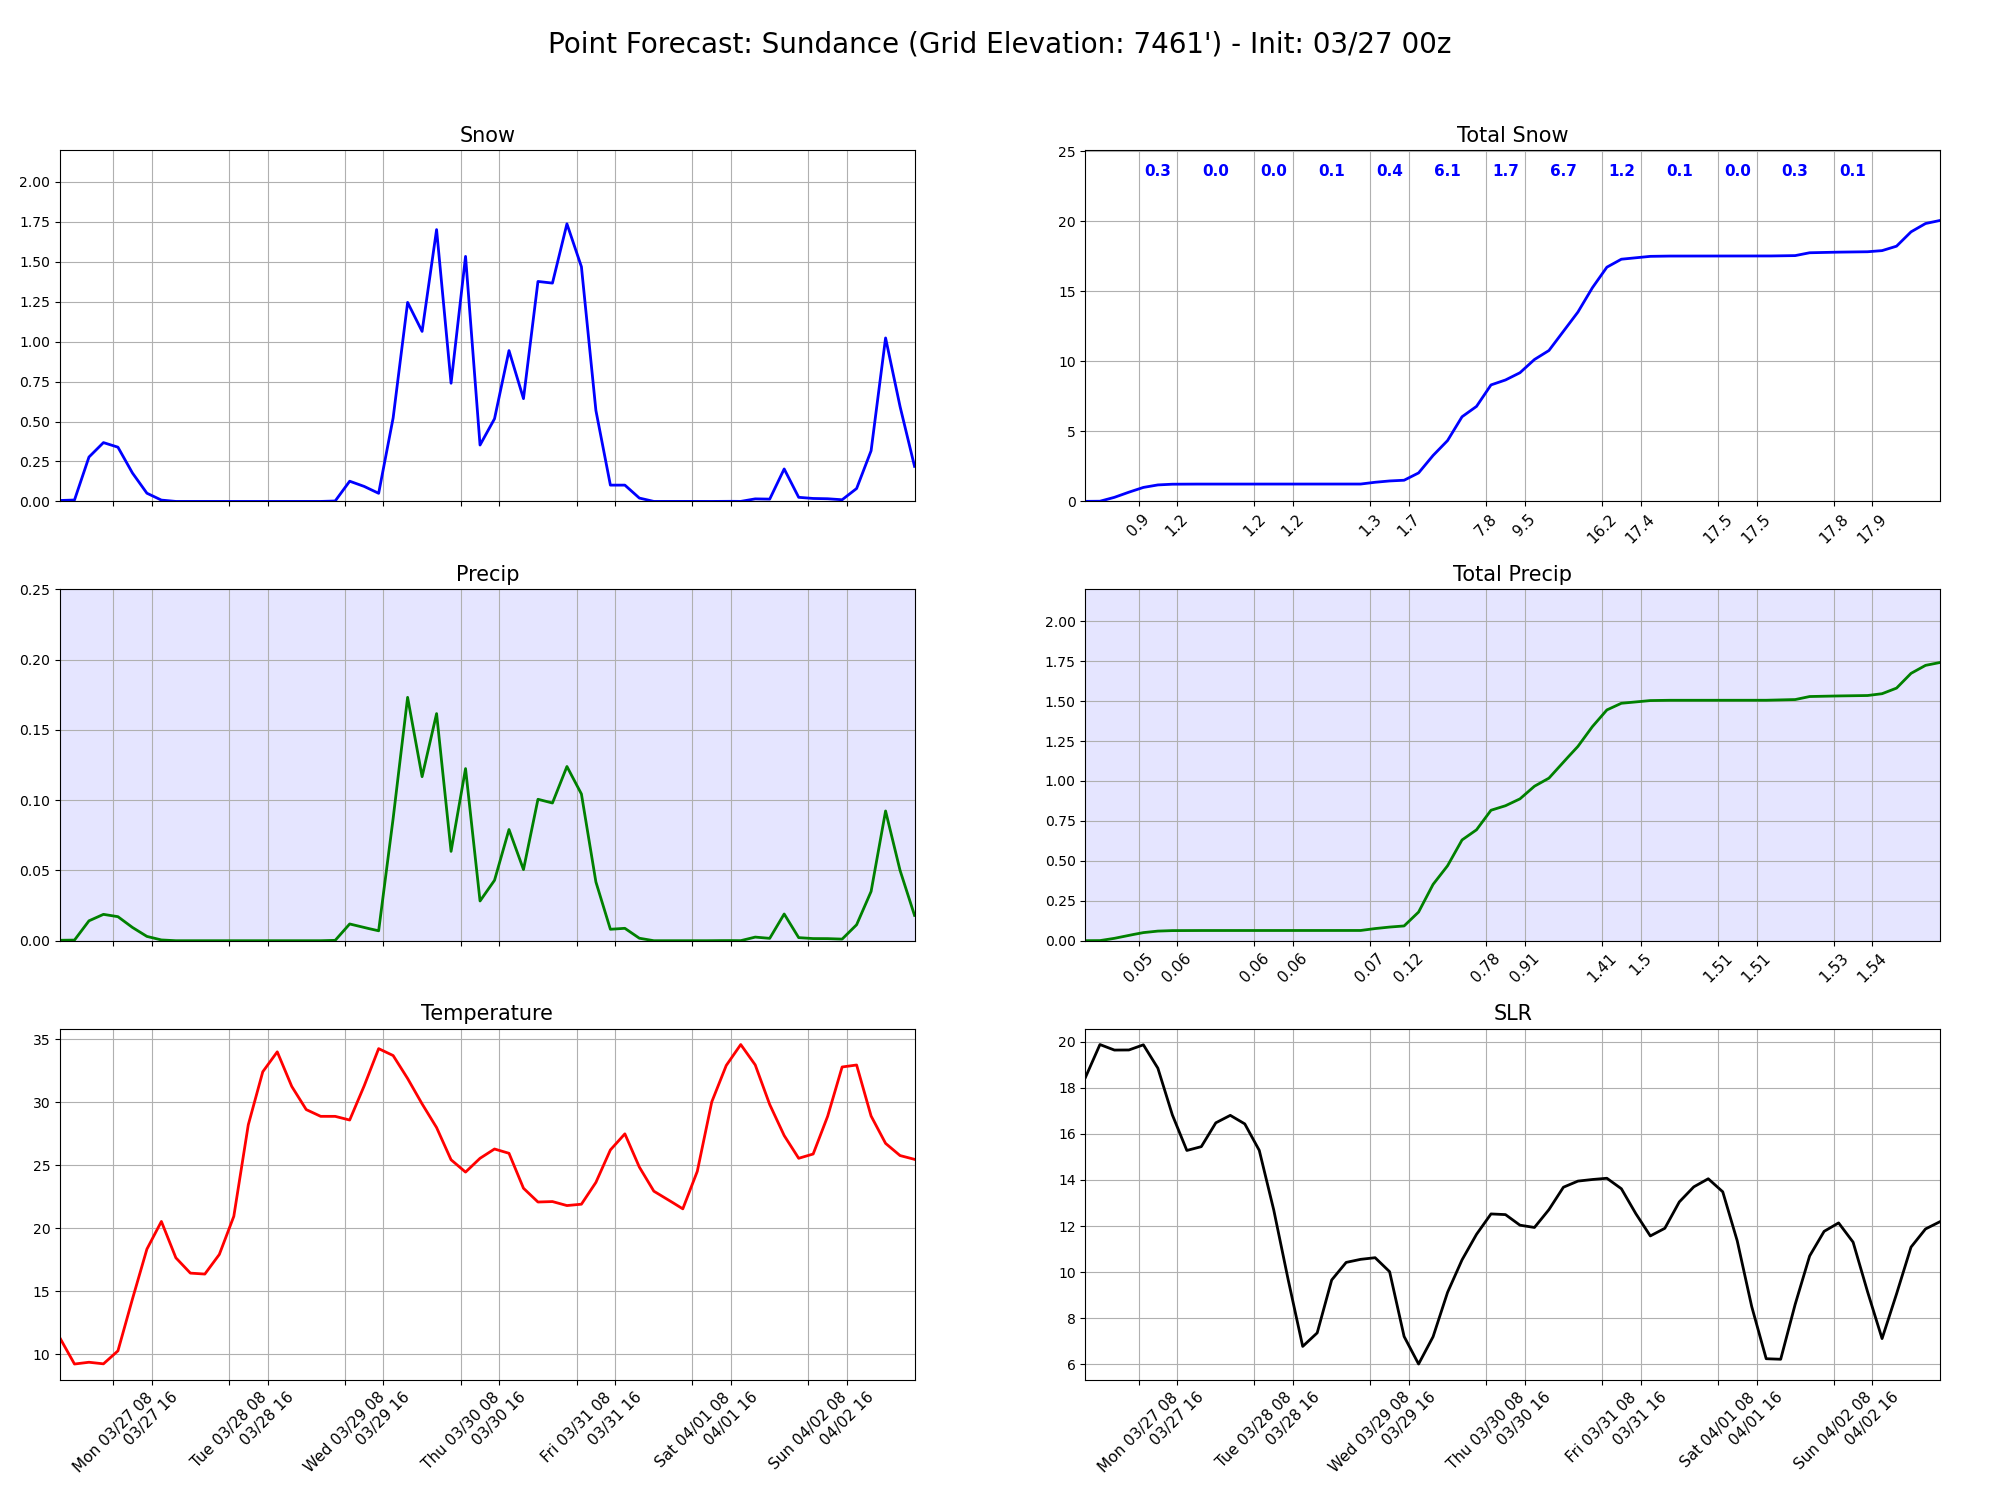 Point Forecast: Sundance (Grid Elevation: 7461') - Init: 03/27 00z
Snow
2.00
1.75
1.50
1.25
1.00
0.75
0.50
0.25
0.00
Total Snow
25
20
15
10
5
0
0.3 0.0 0.0 0.1 0.4 6.1 1.7 6.7 1.2 0.1 0.0 0.3 0.1
0.9 1.2 1.2 1.2 1.3 1.7 7.8 9.5 16.2 17.4 17.5 17.5 17.8 17.9
Precip
0.25
0.20
0.15
0.10
0.05
0.00
Total Precip
2.00
1.75
1.50
1.25
1.00
0.75
0.50
0.25
0.00
0.05 0.06 0.06 0.06 0.07 0.12 0.78 0.91 1.41 1.5 1.51 1.51 1.53 1.54
Temperature
35
30
25
20
15
10
Mon 03/27 08
03/27 16
Tue 03/28 08
03/28 16
Wed 03/29 08
03/29 16
Thu 03/30 08
03/30 16
Fri 03/31 08
03/31 16
Sat 04/01 08
04/01 16
Sun 04/02 08
04/02 16
SLR
20
18
16
14
12
10
8
6
Mon 03/27 08
03/27 16
Tue 03/28 08
03/28 16
Wed 03/29 08
03/29 16
Thu 03/30 08
03/30 16
Fri 03/31 08
03/31 16
Sat 04/01 08
04/01 16
Sun 04/02 08
04/02 16